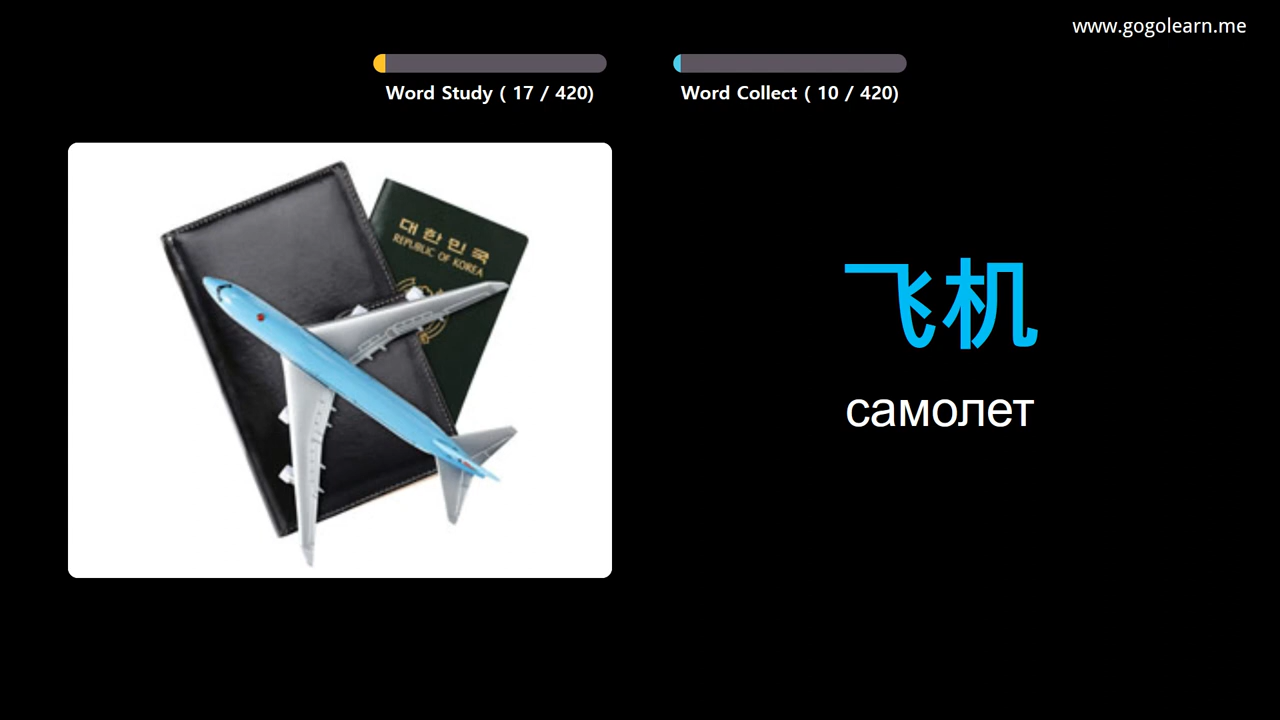 www.gogolearn.me
Word Study ( 17 / 420)
Word Collect ( 10 / 420)
대한민국
REPUBLIC OF KOREA
飞机
самолет